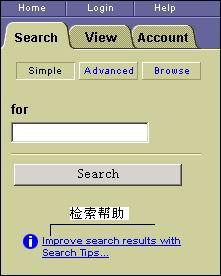 Home Login Help
Search View Account
Simple Advanced Browse
for
Search
检索帮助
Improve search results with
Search Tips...